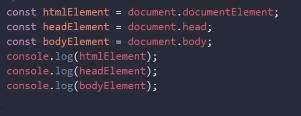 const htmlElement = document.documentElement;
const headElement = document.head;
const bodyElement = document.body;
console.log(htmlElement);
console.log(headElement);
console.log(bodyElement);